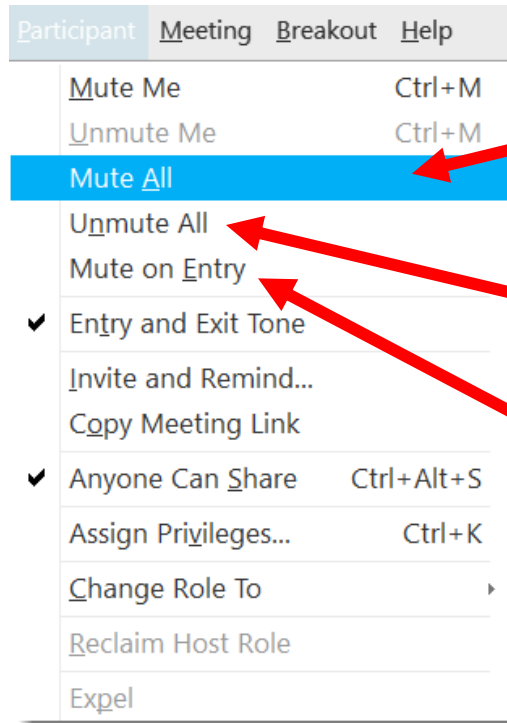 Participant Meeting Breakout Help
Mute Me Ctrl+M
Unmute Me Ctrl+M
Mute All
Unmute All
Mute on Entry
Entry and Exit Tone
Invite and Remind...
Copy Meeting Link
Anyone Can Share Ctrl+Alt+S
Assign Privileges... Ctrl+K
Change Role To
Reclaim Host Role
Expel